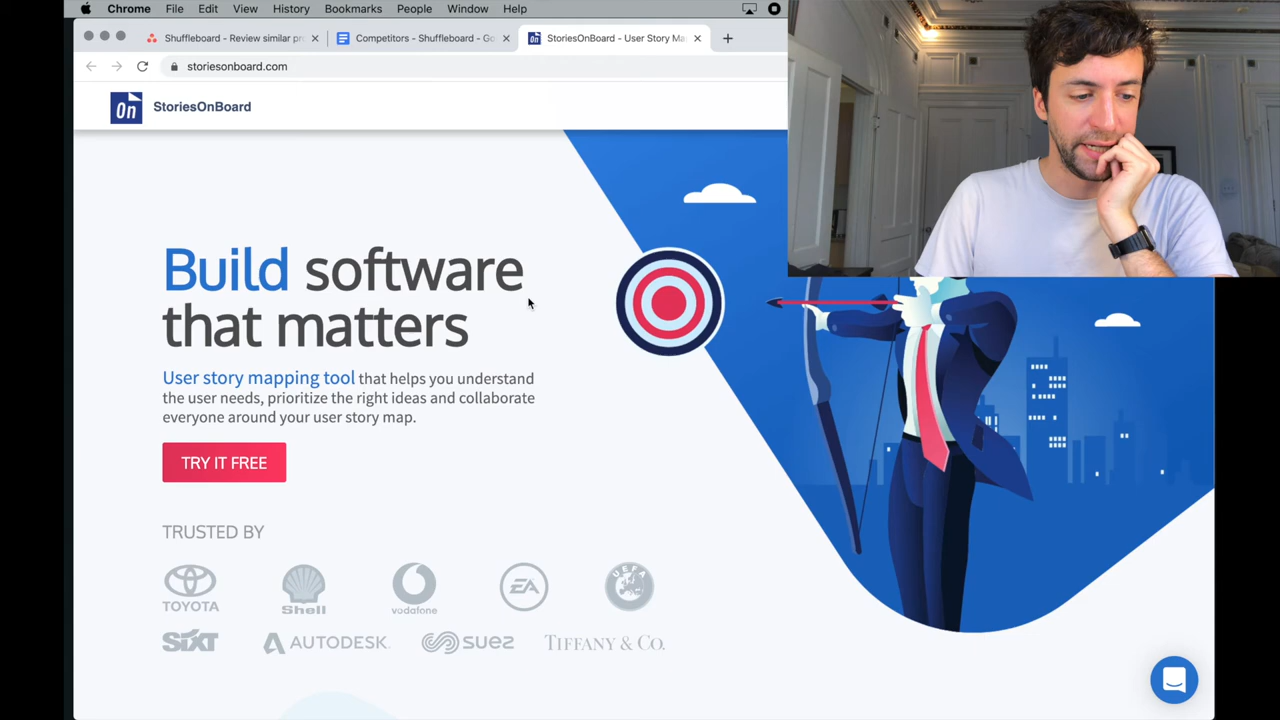 Chrome File Edit View History Bookmarks People Window Help
Shuffleboard - Review similar pr
Competitors - Shuffleboard - Go
StoriesOnBoard - User Story Ma
storiesonboard.com
On StoriesOnBoard
Build software
that matters
User story mapping tool that helps you understand
the user needs, prioritize the right ideas and collaborate
everyone around your user story map.
TRY IT FREE
TRUSTED BY
TOYOTA Shell vodafone EA UEFA
SIXT AUTODESK suez TIFFANY & CO.